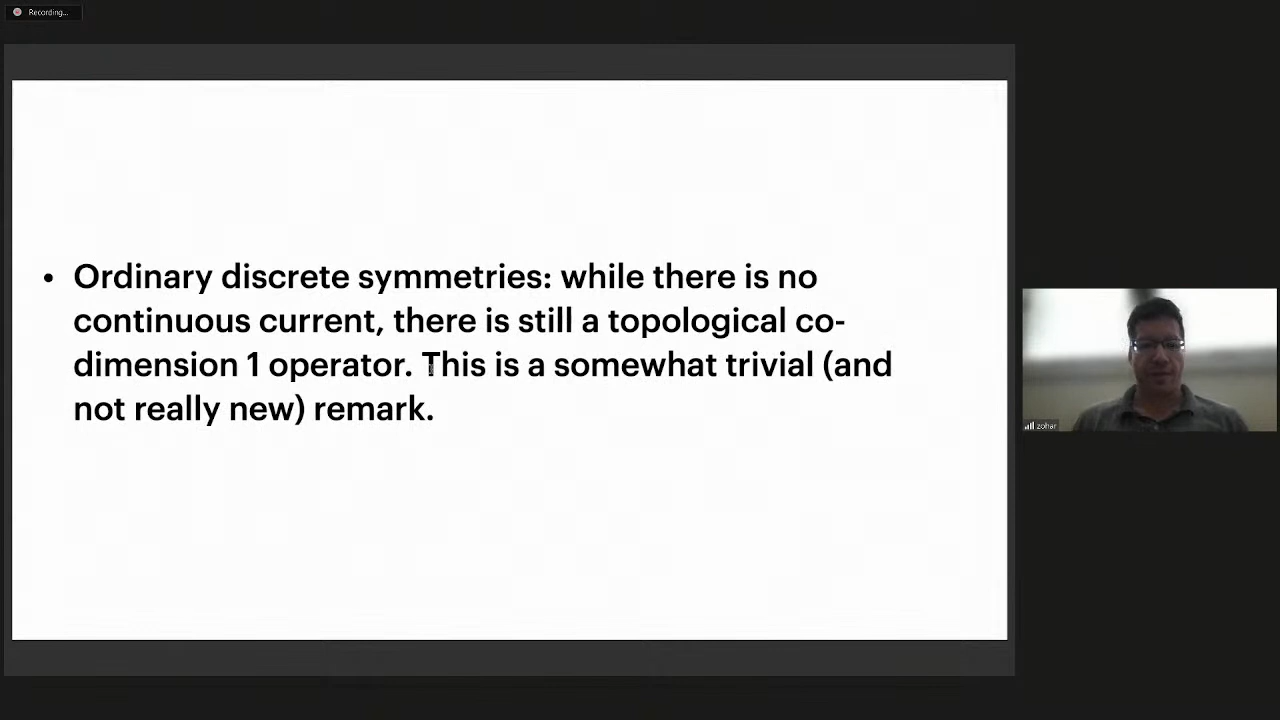 Recording...
• Ordinary discrete symmetries: while there is no
continuous current, there is still a topological co-
dimension 1 operator. This is a somewhat trivial (and
not really new) remark.
zohar